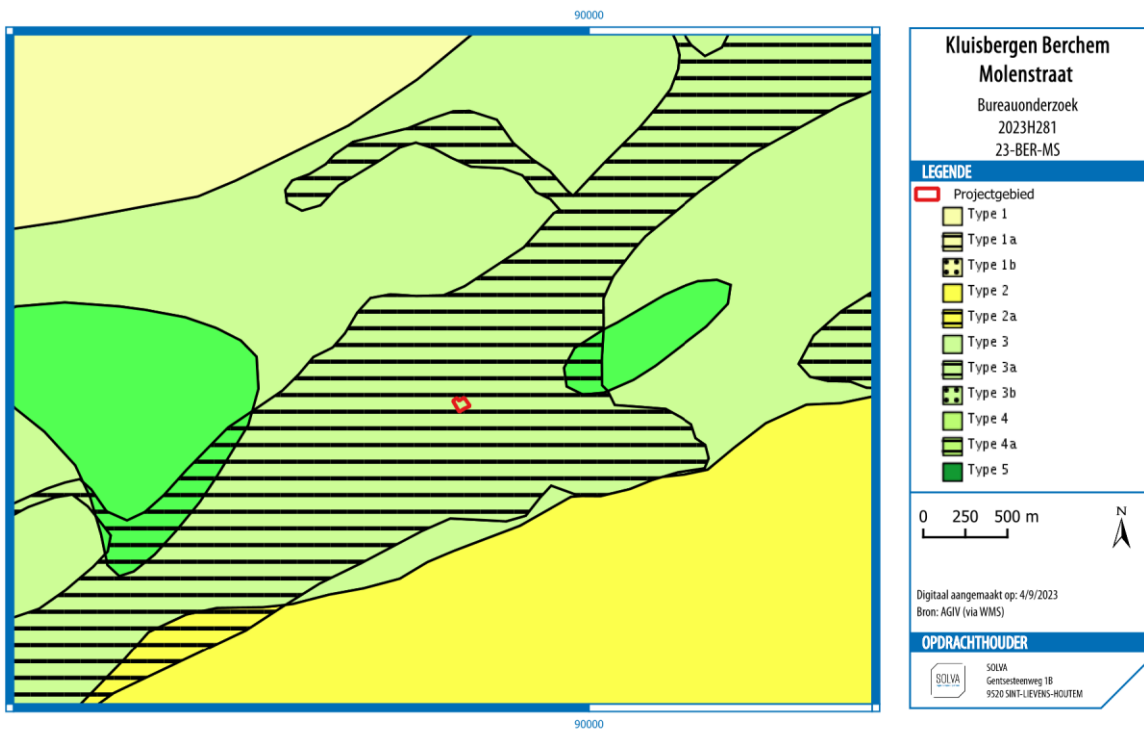 90000
90000
Kluisbergen Berchem
Molenstraat
Bureauonderzoek
2023H281
23-BER-MS
LEGENDE
Projectgebied
Type 1
Type 1a
Type 1b
Type 2
Type 2a
Type 3
Type 3a
Type 3b
Type 4
Type 4a
Type 5
0 250 500 m
N
Digitaal aangemaakt op: 4/9/2023
Bron: AGIV (via WMS)
OPDRACHTHOUDER
SOLVA
SOLVA
Gentsesteenweg 1B
9520 SINT-LIEVENS-HOUTEM